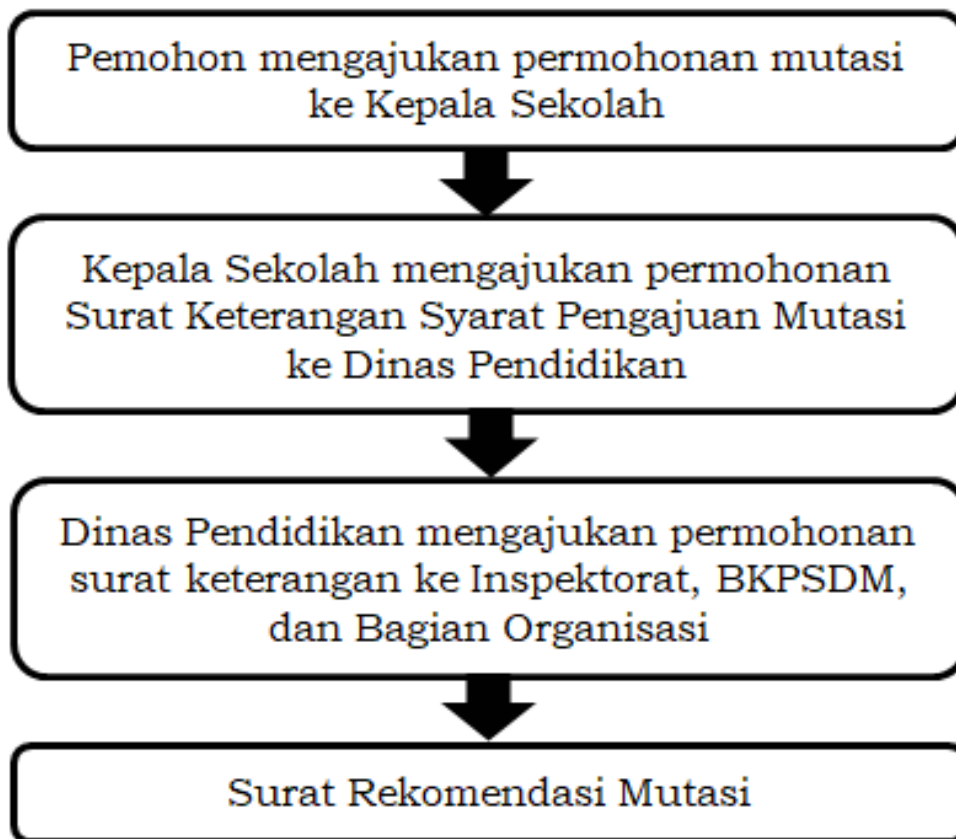 Pemohon mengajukan permohonan mutasi
ke Kepala Sekolah
Kepala Sekolah mengajukan permohonan
Surat Keterangan Syarat Pengajuan Mutasi
ke Dinas Pendidikan
Dinas Pendidikan mengajukan permohonan
surat keterangan ke Inspektorat, BKPSDM,
dan Bagian Organisasi
Surat Rekomendasi Mutasi